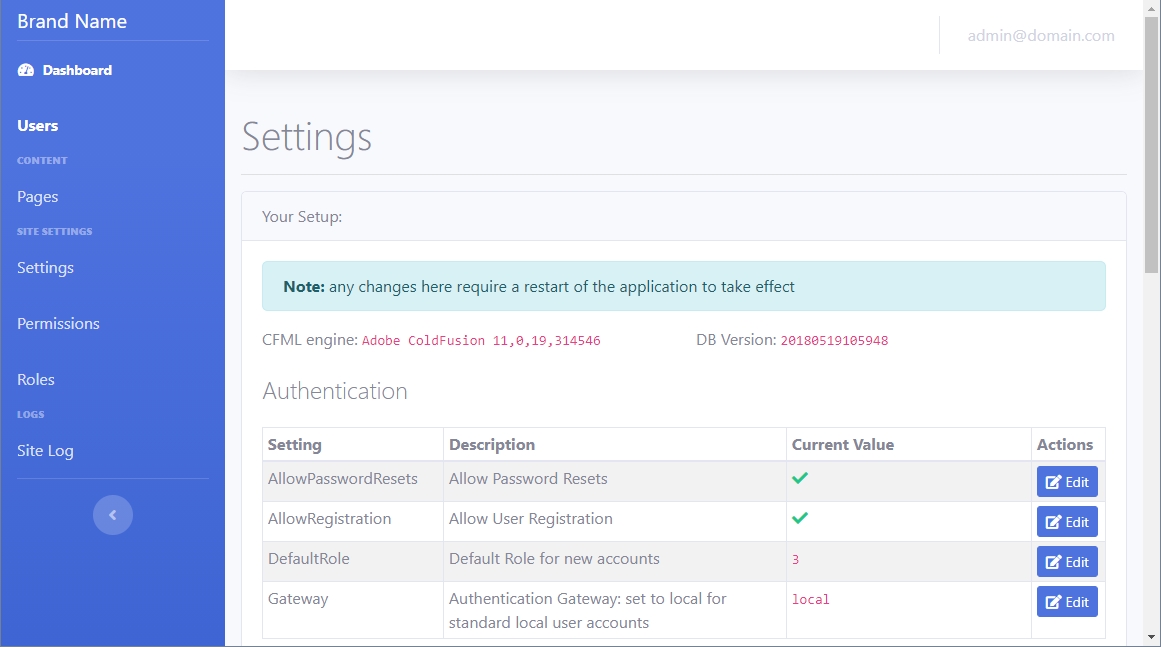 Brand Name
admin@domain.com
Dashboard
Users
CONTENT
Pages
SITE SETTINGS
Settings
Permissions
Roles
LOGS
Site Log
Settings
Your Setup:
Note: any changes here require a restart of the application to take effect
CFML engine: Adobe ColdFusion 11,0,19,314546 DB Version: 20180519105948
Authentication
Setting Description Current Value Actions
AllowPasswordResets Allow Password Resets Edit
AllowRegistration Allow User Registration Edit
DefaultRole Default Role for new accounts 3 Edit
Gateway Authentication Gateway: set to local for local Edit
standard local user accounts